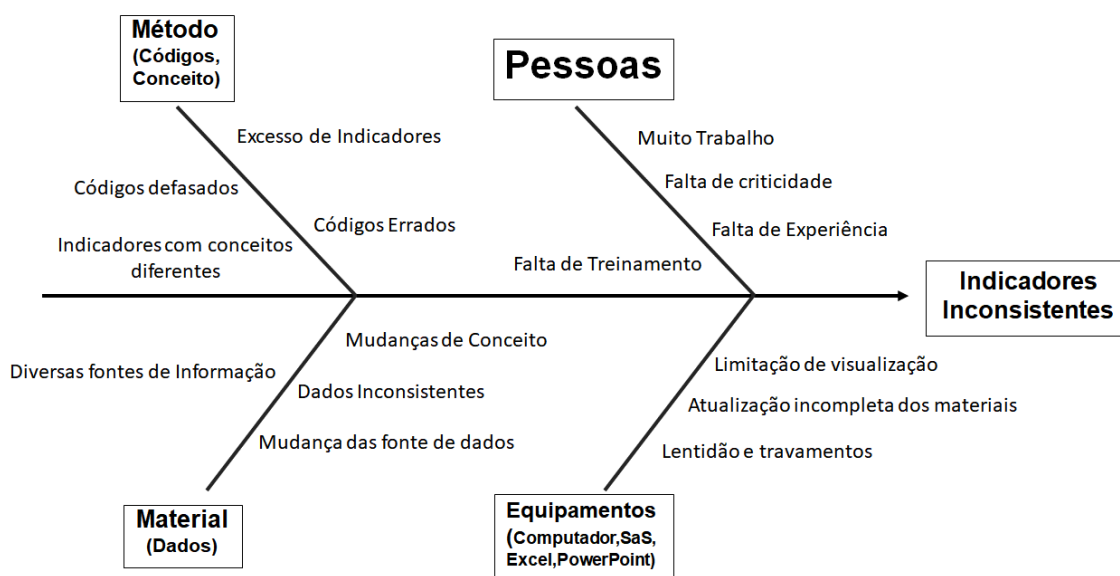 Método
(Códigos,
Conceito)
Pessoas
Excesso de Indicadores
Muito Trabalho
Códigos defasados
Falta de criticidade
Códigos Errados
Falta de Experiência
Indicadores com conceitos
diferentes
Falta de Treinamento
Indicadores
Inconsistentes
Mudanças de Conceito
Diversas fontes de Informação
Limitação de visualização
Dados Inconsistentes
Atualização incompleta dos materiais
Mudança das fonte de dados
Lentidão e travamentos
Material
(Dados)
Equipamentos
(Computador,SaS,
Excel,PowerPoint)